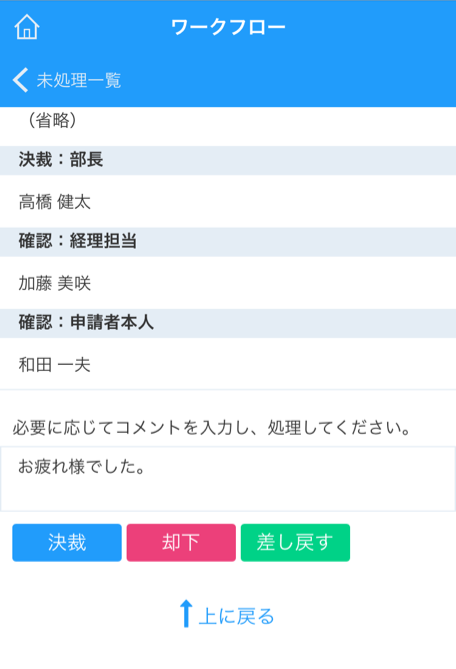 ワークフロー
未処理一覧
（省略）
決裁：部長
高橋 健太
確認：経理担当
加藤 美咲
確認：申請者本人
和田 一夫
必要に応じてコメントを入力し、処理してください。
お疲れ様でした。
決裁 却下 差し戻す
上に戻る